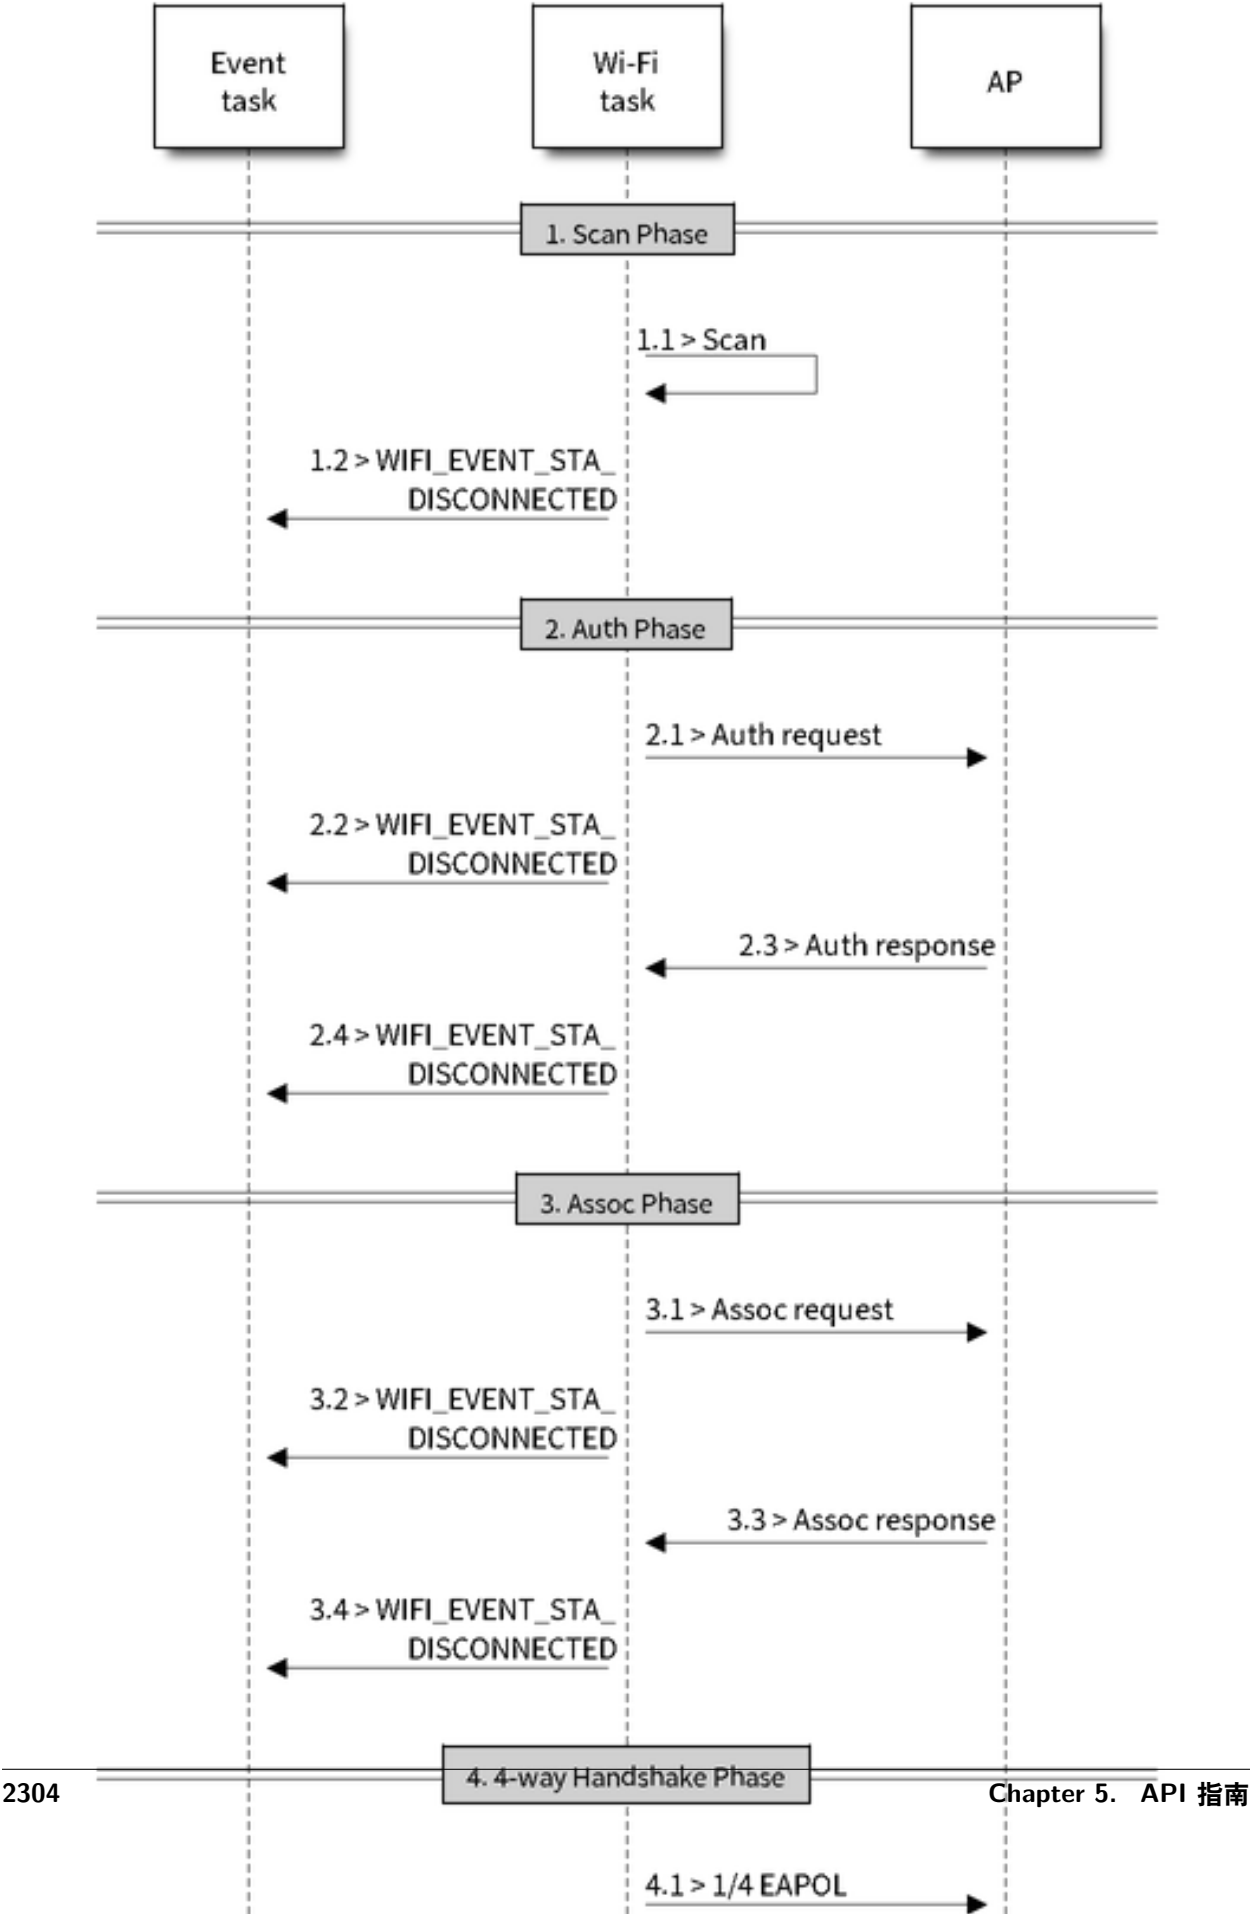 Event
task
Wi-Fi
task
AP
1. Scan Phase
1.1 > Scan
1.2 > WIFI_EVENT_STA_
DISCONNECTED
2. Auth Phase
2.1 > Auth request
2.2 > WIFI_EVENT_STA_
DISCONNECTED
2.3 > Auth response
2.4 > WIFI_EVENT_STA_
DISCONNECTED
3. Assoc Phase
3.1 > Assoc request
3.2 > WIFI_EVENT_STA_
DISCONNECTED
3.3 > Assoc response
3.4 > WIFI_EVENT_STA_
DISCONNECTED
4. 4-way Handshake Phase
2304
Chapter 5. API 指南
4.1 > 1/4 EAPOL